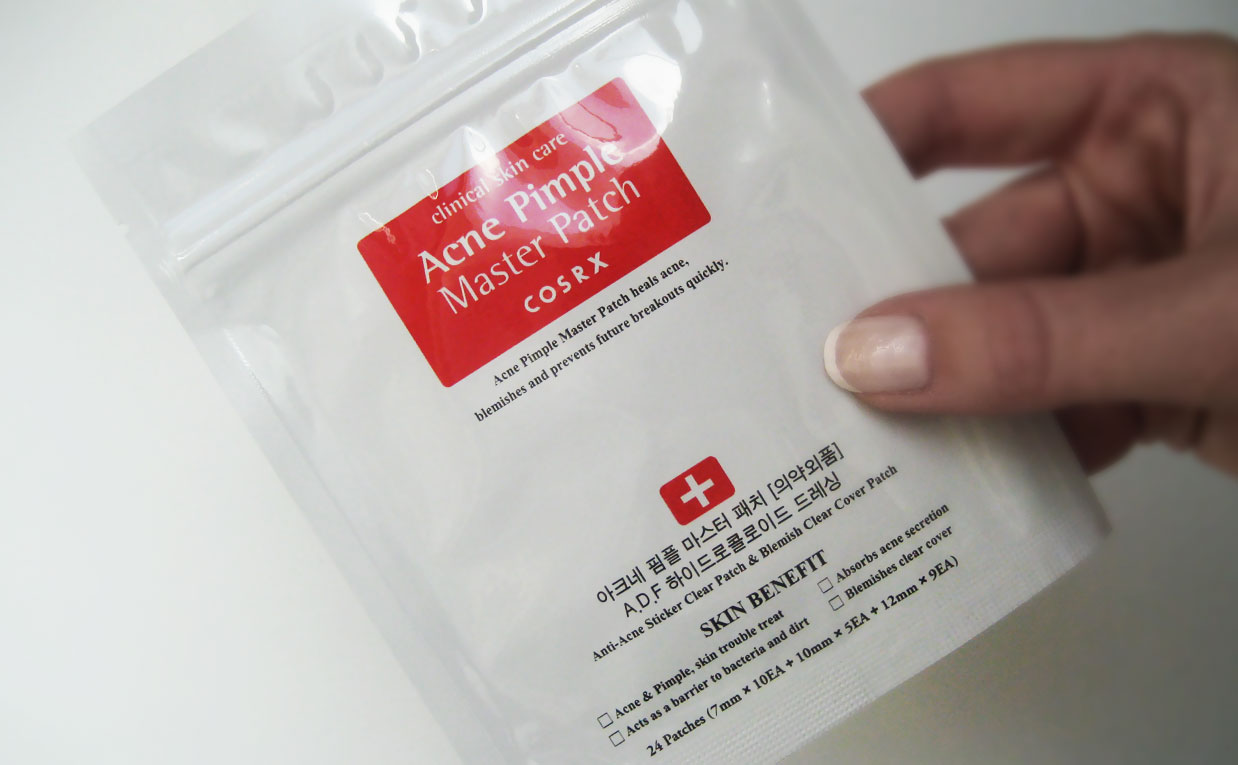 clinical skin care
Acne Pimple
Master Patch
COSRX
Acne Pimple Master Patch heals acne,
blemishes and prevents future breakouts quickly.
아크네 핌플 마스터 패치 [의약외품]
A.D.F 하이드로콜로이드 드레싱
Anti-Acne Sticker Clear Patch & Blemish Clear Cover Patch
SKIN BENEFIT
□ Acne & Pimple, skin trouble treat
□ Absorbs acne secretion
□ Acts as a barrier to bacteria and dirt
□ Blemishes clear cover
24 Patches (7mm × 10EA + 10mm × 5EA + 12mm × 9EA)